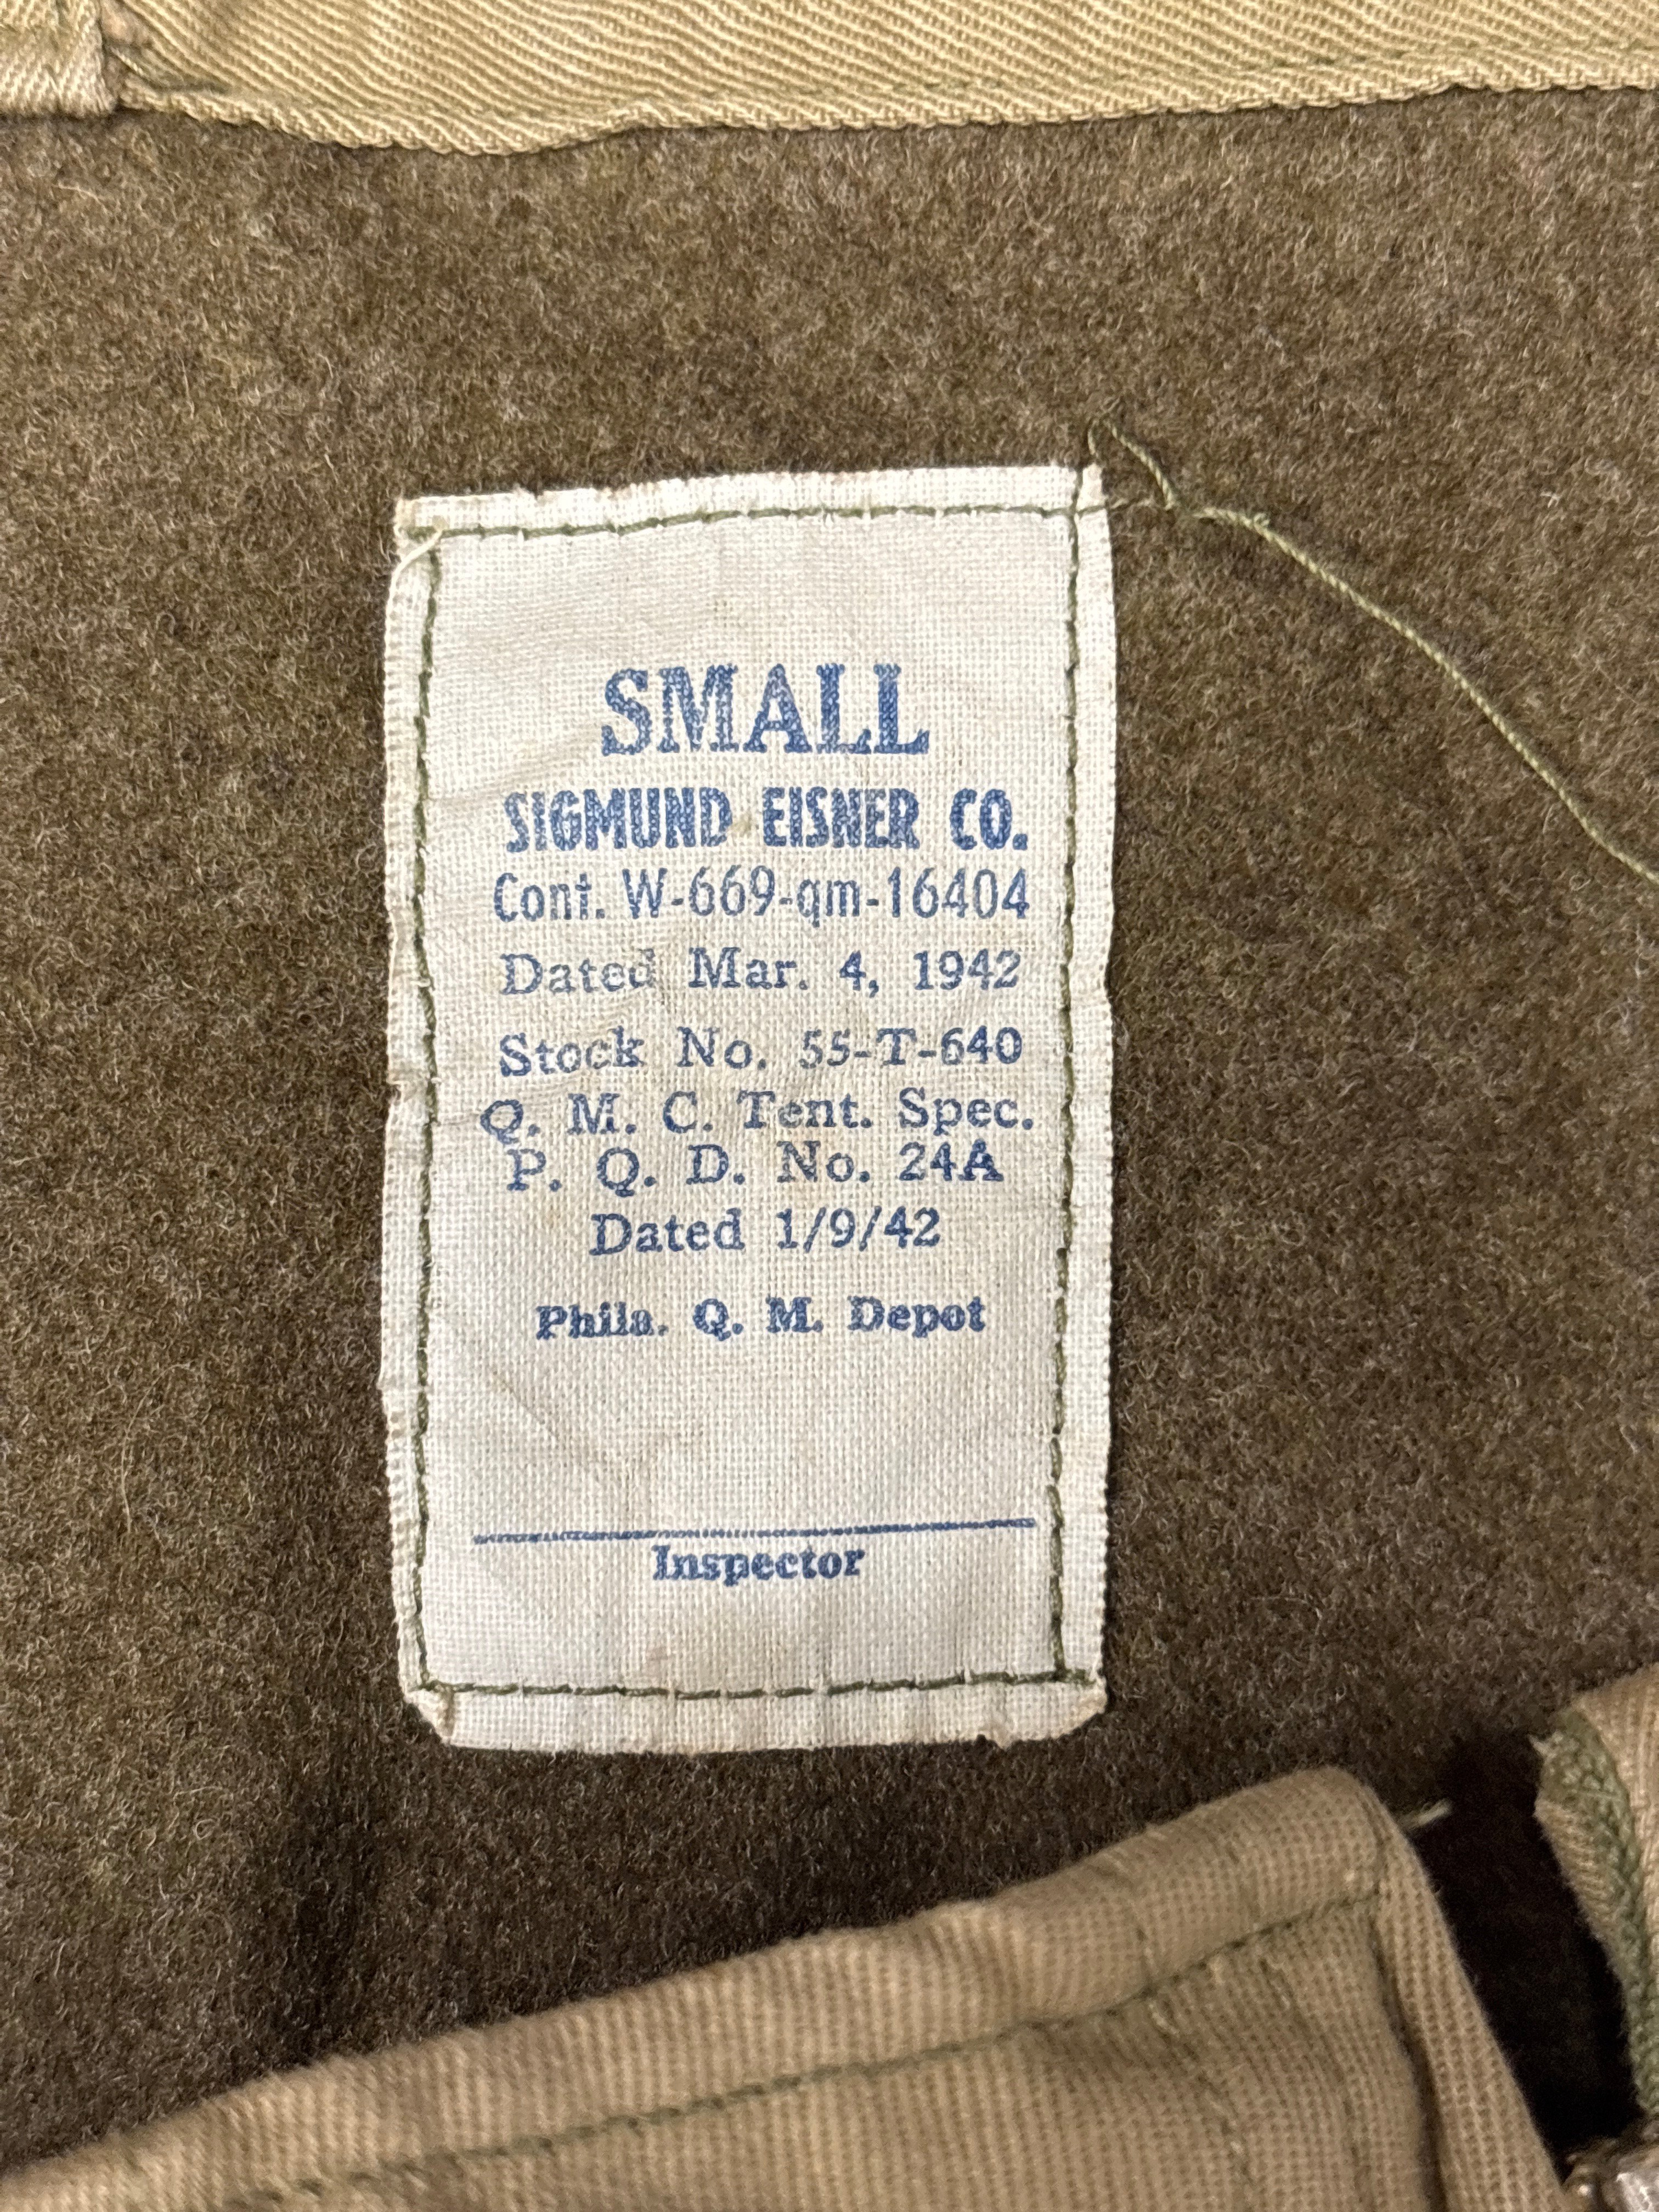 SMALL
SIGMUND EISNER CO.
Cont. W-669-qm-16404
Dated Mar. 4, 1942
Stock No. 55-T-640
Q. M. C. Tent. Spec.
P. Q. D. No. 24A
Dated 1/9/42
Phila. Q. M. Depot
Inspector